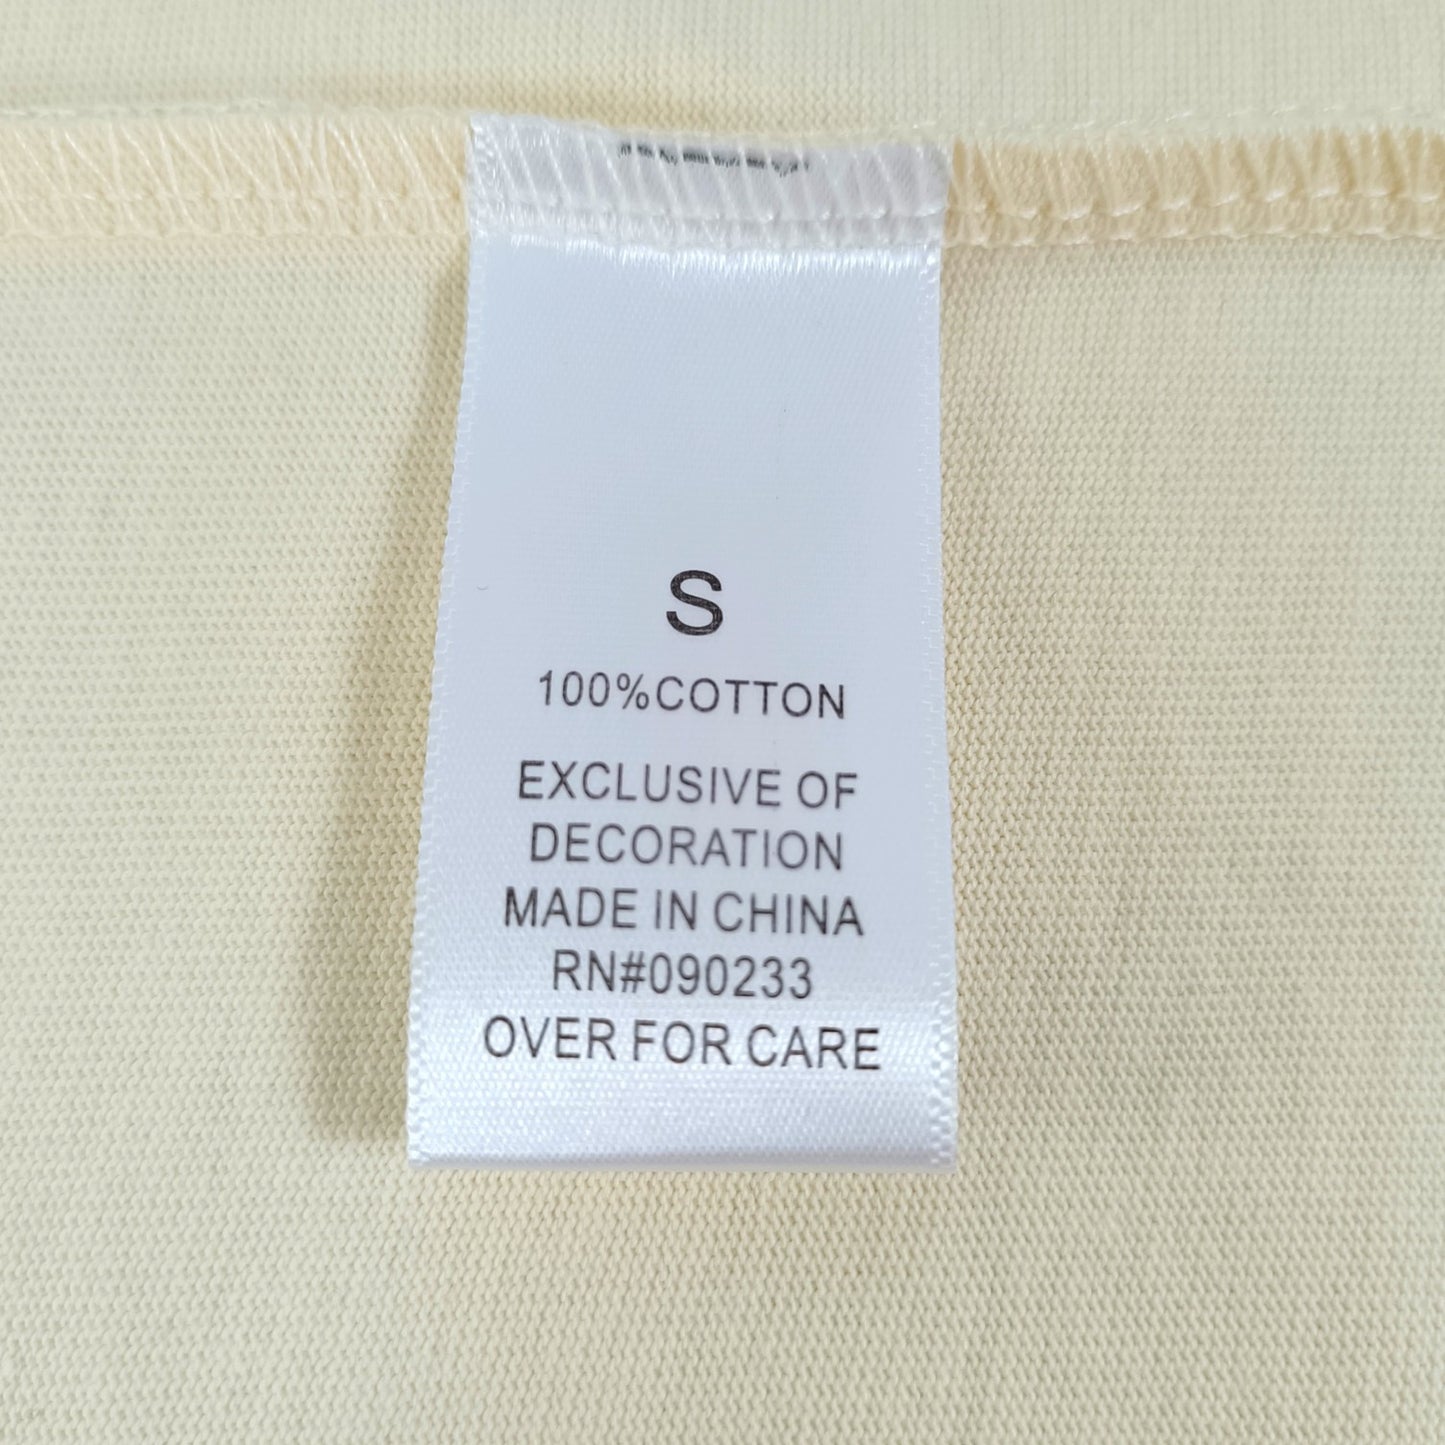 S
100%COTTON
EXCLUSIVE OF
DECORATION
MADE IN CHINA
RN#090233
OVER FOR CARE